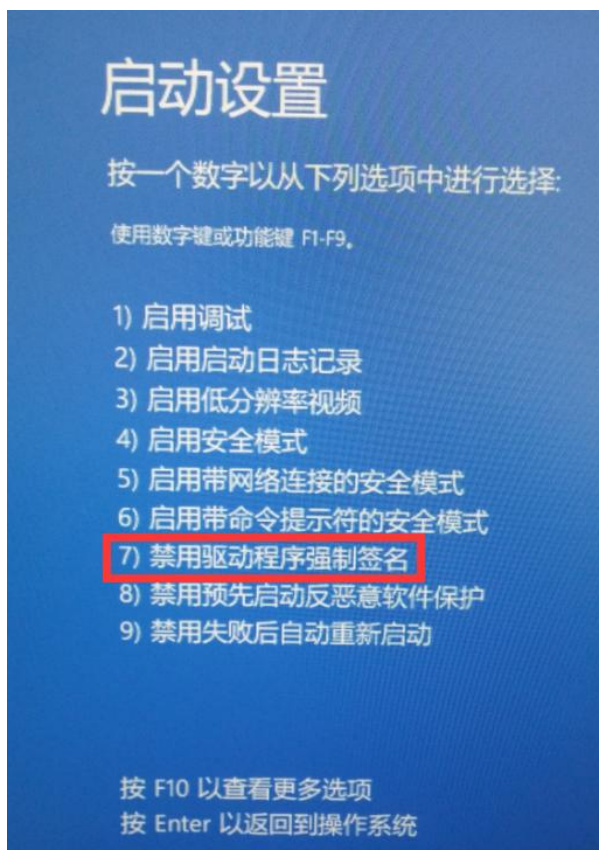 启动设置
按一个数字以从下列选项中进行选择:
使用数字键或功能键 F1-F9。
1) 启用调试
2) 启用启动日志记录
3) 启用低分辨率视频
4) 启用安全模式
5) 启用带网络连接的安全模式
6) 启用带命令提示符的安全模式
7) 禁用驱动程序强制签名
8) 禁用预先启动反恶意软件保护
9) 禁用失败后自动重新启动
按 F10 以查看更多选项
按 Enter 以返回到操作系统